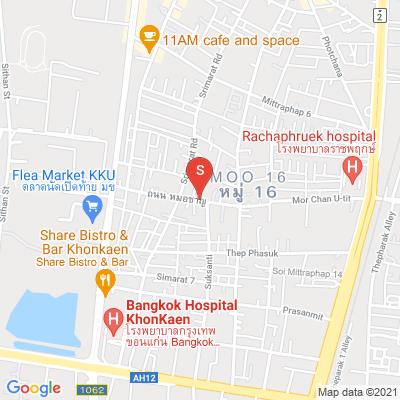 2
11AM cafe and space
Sithan St
Srimarat Rd
Photchana
Mittraphap 6
Rachaphruek hospital
โรงพยาบาลราชพฤกษ์
H
S
MOO 16
หมู่ 16
Flea Market KKU
ตลาดนัดเปิดท้าย มข
ถนน หมอชาญ
Mor Chan U-tit
Sithan St
Share Bistro &
Bar Khonkaen
Share Bistro & Bar
Thep Phasuk
Suksanti
Simarat 7
Soi Mittraphap 14
Thepharak Alley
Prasanmit
Bangkok Hospital
KhonKaen
H
โรงพยาบาลกรุงเทพ
ขอนแก่น Bangkok...
Google
1062
AH12
Map data ©2021